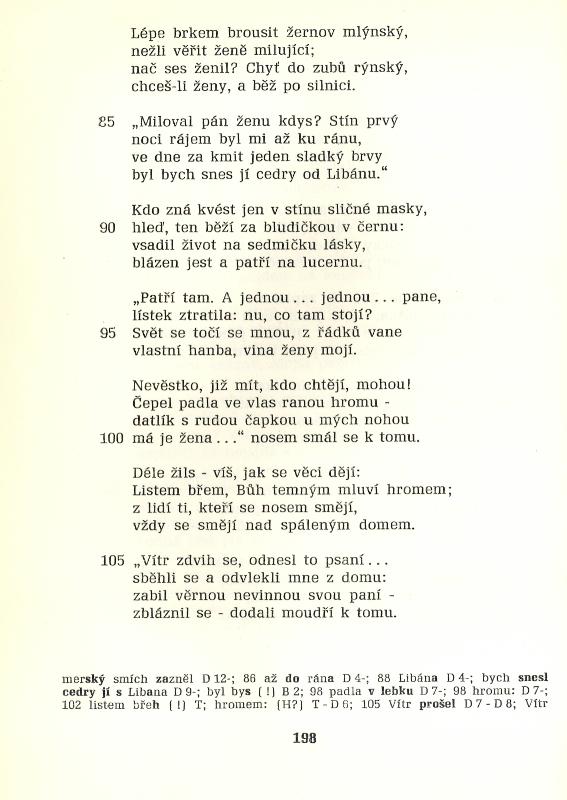 Lépe brkem brousit žernov mlýnský,
nežli věřit ženě milující;
nač ses ženil? Chyť do zubů rýnský,
chceš-li ženy, a běž po silnici.
85 „Miloval pán ženu kdys? Stín prvý
noci rájem byl mi až ku ránu,
ve dne za kmit jeden sladký brvy
byl bych snes jí cedry od Libánu.“
Kdo zná kvést jen v stínu sličné masky,
90 hleď, ten běží za bludičkou v černu:
vsadil život na sedmičku lásky,
blázen jest a patří na lucernu.
„Patří tam. A jednou... jednou... pane,
lístek ztratila: nu, co tam stojí?
95 Svět se točí se mnou, z řádků vane
vlastní hanba, vina ženy mojí.
Nevěstko, již mít, kdo chtějí, mohou!
Čepel padla ve vlas ranou hromu -
datlík s rudou čapkou u mých nohou
100 má je žena...“ nosem smál se k tomu.
Déle žils - víš, jak se věci dějí:
Listem břem, Bůh temným mluví hromem;
z lidí ti, kteří se nosem smějí,
vždy se smějí nad spáleným domem.
105 „Vítr zdvih se, odnesl to psaní...
sběhli se a odvlekli mne z domu:
zabil věrnou nevinnou svou paní -
zbláznil se - dodali moudří k tomu.
merský smích zazněl D 12-; 86 až do rána D 4-; 88 Libána D 4-; bych snesl
cedry jí s Libana D 9-; byl bys (!) B 2; 98 padla v lebku D 7-; 98 hromu: D 7-;
102 listem břeh (!) T; hromem: (H?) T - D 6; 105 Vítr prošel D 7 - D 8; Vítr
198